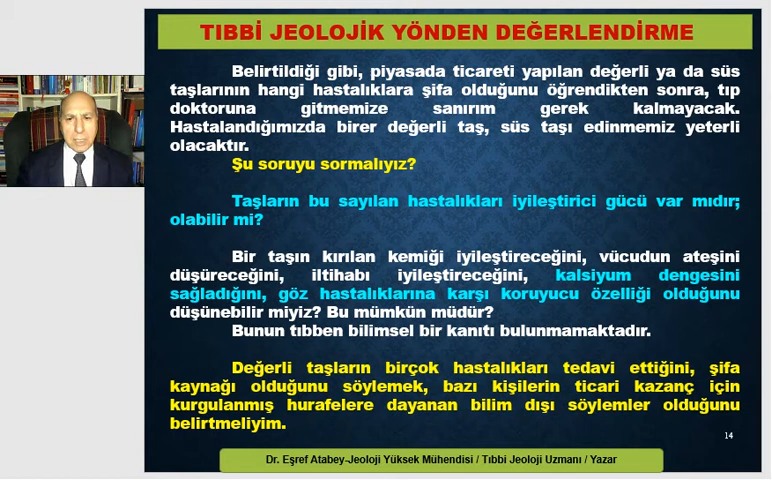 TIBBİ JEOLOJİK YÖNDEN DEĞERLENDİRME
Belirtildiği gibi, piyasada ticareti yapılan değerli ya da süs
taşlarının hangi hastalıklara şifa olduğunu öğrendikten sonra, tıp
doktoruna gitmemize sanırım gerek kalmayacak.
Hastalandığımızda birer değerli taş, süs taşı edinmemiz yeterli
olacaktır.
Şu soruyu sormalıyız?
Taşların bu sayılan hastalıkları iyileştirici gücü var mıdır;
olabilir mi?
Bir taşın kırılan kemiği iyileştireceğini, vücudun ateşini
düşüreceğini, iltihabı iyileştireceğini, kalsiyum dengesini
sağladığını, göz hastalıklarına karşı koruyucu özelliği olduğunu
düşünebilir miyiz? Bu mümkün müdür?
Bunun tıbben bilimsel bir kanıtı bulunmamaktadır.
Değerli taşların birçok hastalıkları tedavi ettiğini, şifa
kaynağı olduğunu söylemek, bazı kişilerin ticari kazanç için
kurgulanmış hurafelere dayanan bilim dışı söylemler olduğunu
belirtmeliyim.
14
Dr. Eşref Atabey-Jeoloji Yüksek Mühendisi / Tıbbi Jeoloji Uzmanı / Yazar